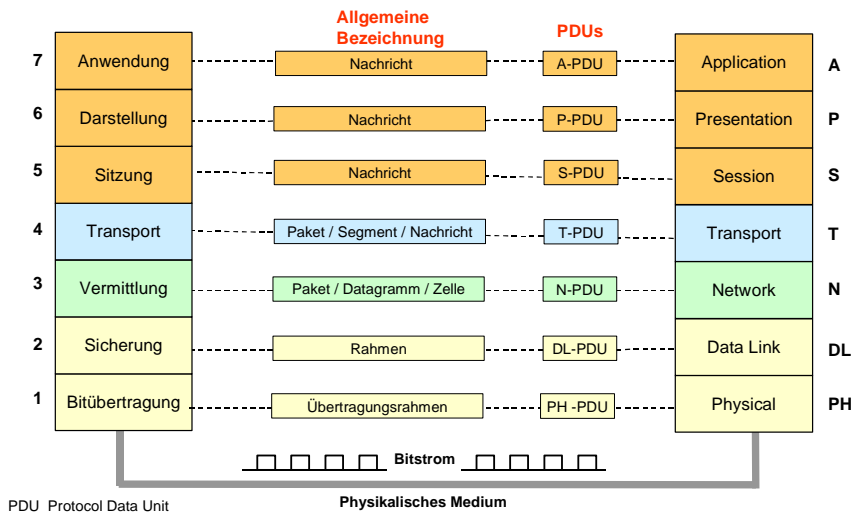 Allgemeine
Bezeichnung
PDUs
7 Anwendung Nachricht A-PDU Application A
6 Darstellung Nachricht P-PDU Presentation P
5 Sitzung Nachricht S-PDU Session S
4 Transport Paket / Segment / Nachricht T-PDU Transport T
3 Vermittlung Paket / Datagramm / Zelle N-PDU Network N
2 Sicherung Rahmen DL-PDU Data Link DL
1 Bitübertragung Übertragungsrahmen PH -PDU Physical PH
Bitstrom
Physikalisches Medium
PDU Protocol Data Unit